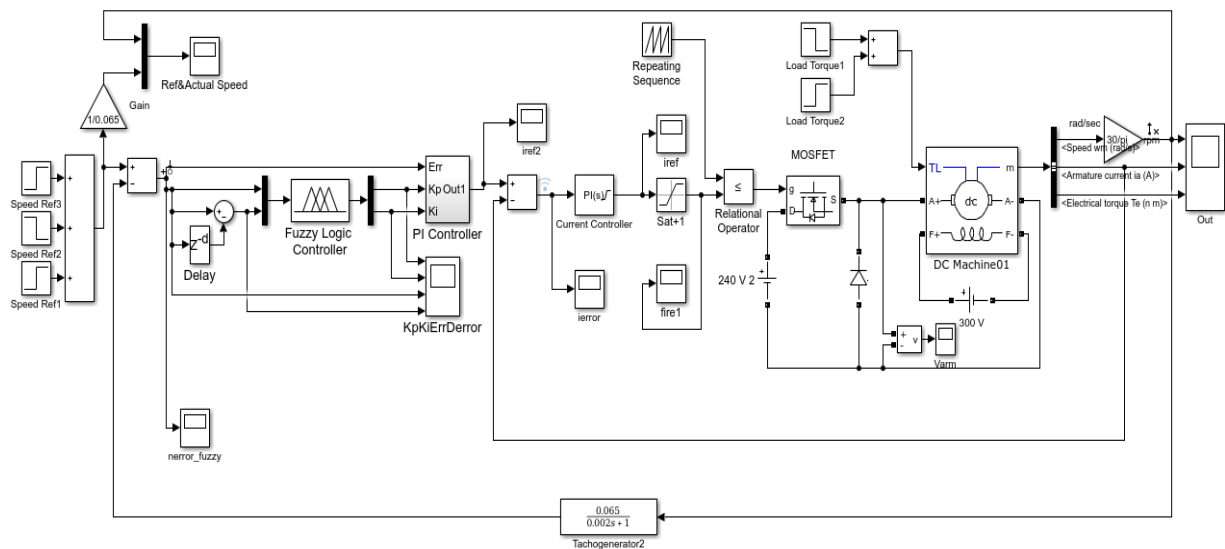 Ref&Actual Speed
Gain
1/0.065
Speed Ref3
Speed Ref2
Speed Ref1
+
+
+
+
−
+
-
Z-d
Delay
Fuzzy Logic
Controller
Err
Kp Out1
Ki
PI Controller
KpKiErrDerror
nerror_fuzzy
iref2
+
−
PI(s)
Current Controller
ierror
iref
Sat+1
fire1
Repeating
Sequence
≤
Relational
Operator
Load Torque1
Load Torque2
+
+
MOSFET
g
D
S
240 V 2
+
TL
m
A+
dc
A-
F+
F-
DC Machine01
+
300 V
+
-
v
Varm
rad/sec
30/pi
rpm
<Speed wm (rad/s)>
<Armature current ia (A)>
<Electrical torque Te (n m)>
Out
0.065
0.002s + 1
Tachogenerator2